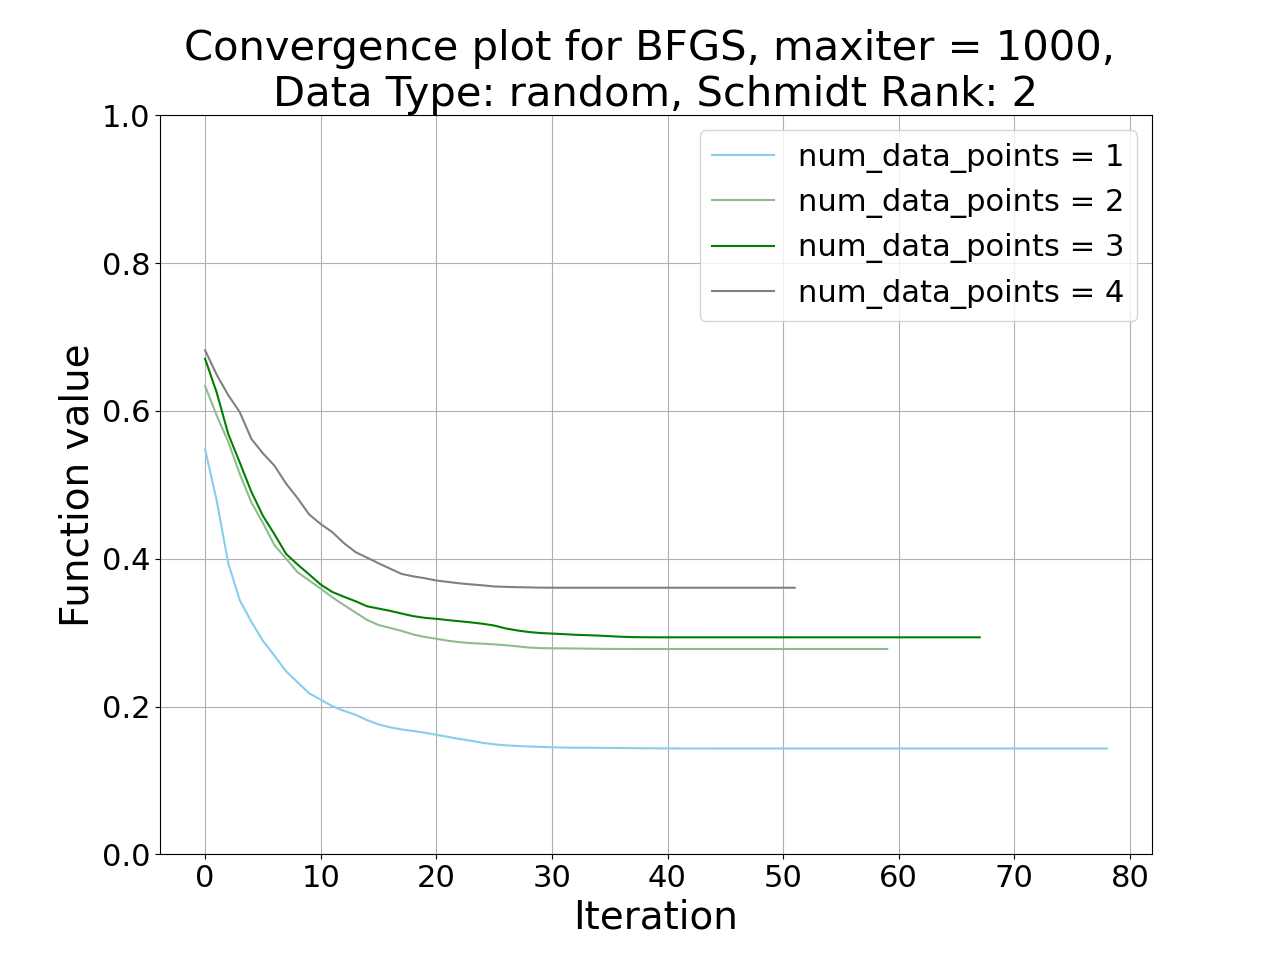 Convergence plot for BFGS, maxiter = 1000,
Data Type: random, Schmidt Rank: 2
num_data_points = 1
num_data_points = 2
num_data_points = 3
num_data_points = 4
Function value
1.0
0.8
0.6
0.4
0.2
0.0
0 10 20 30 40 50 60 70 80
Iteration